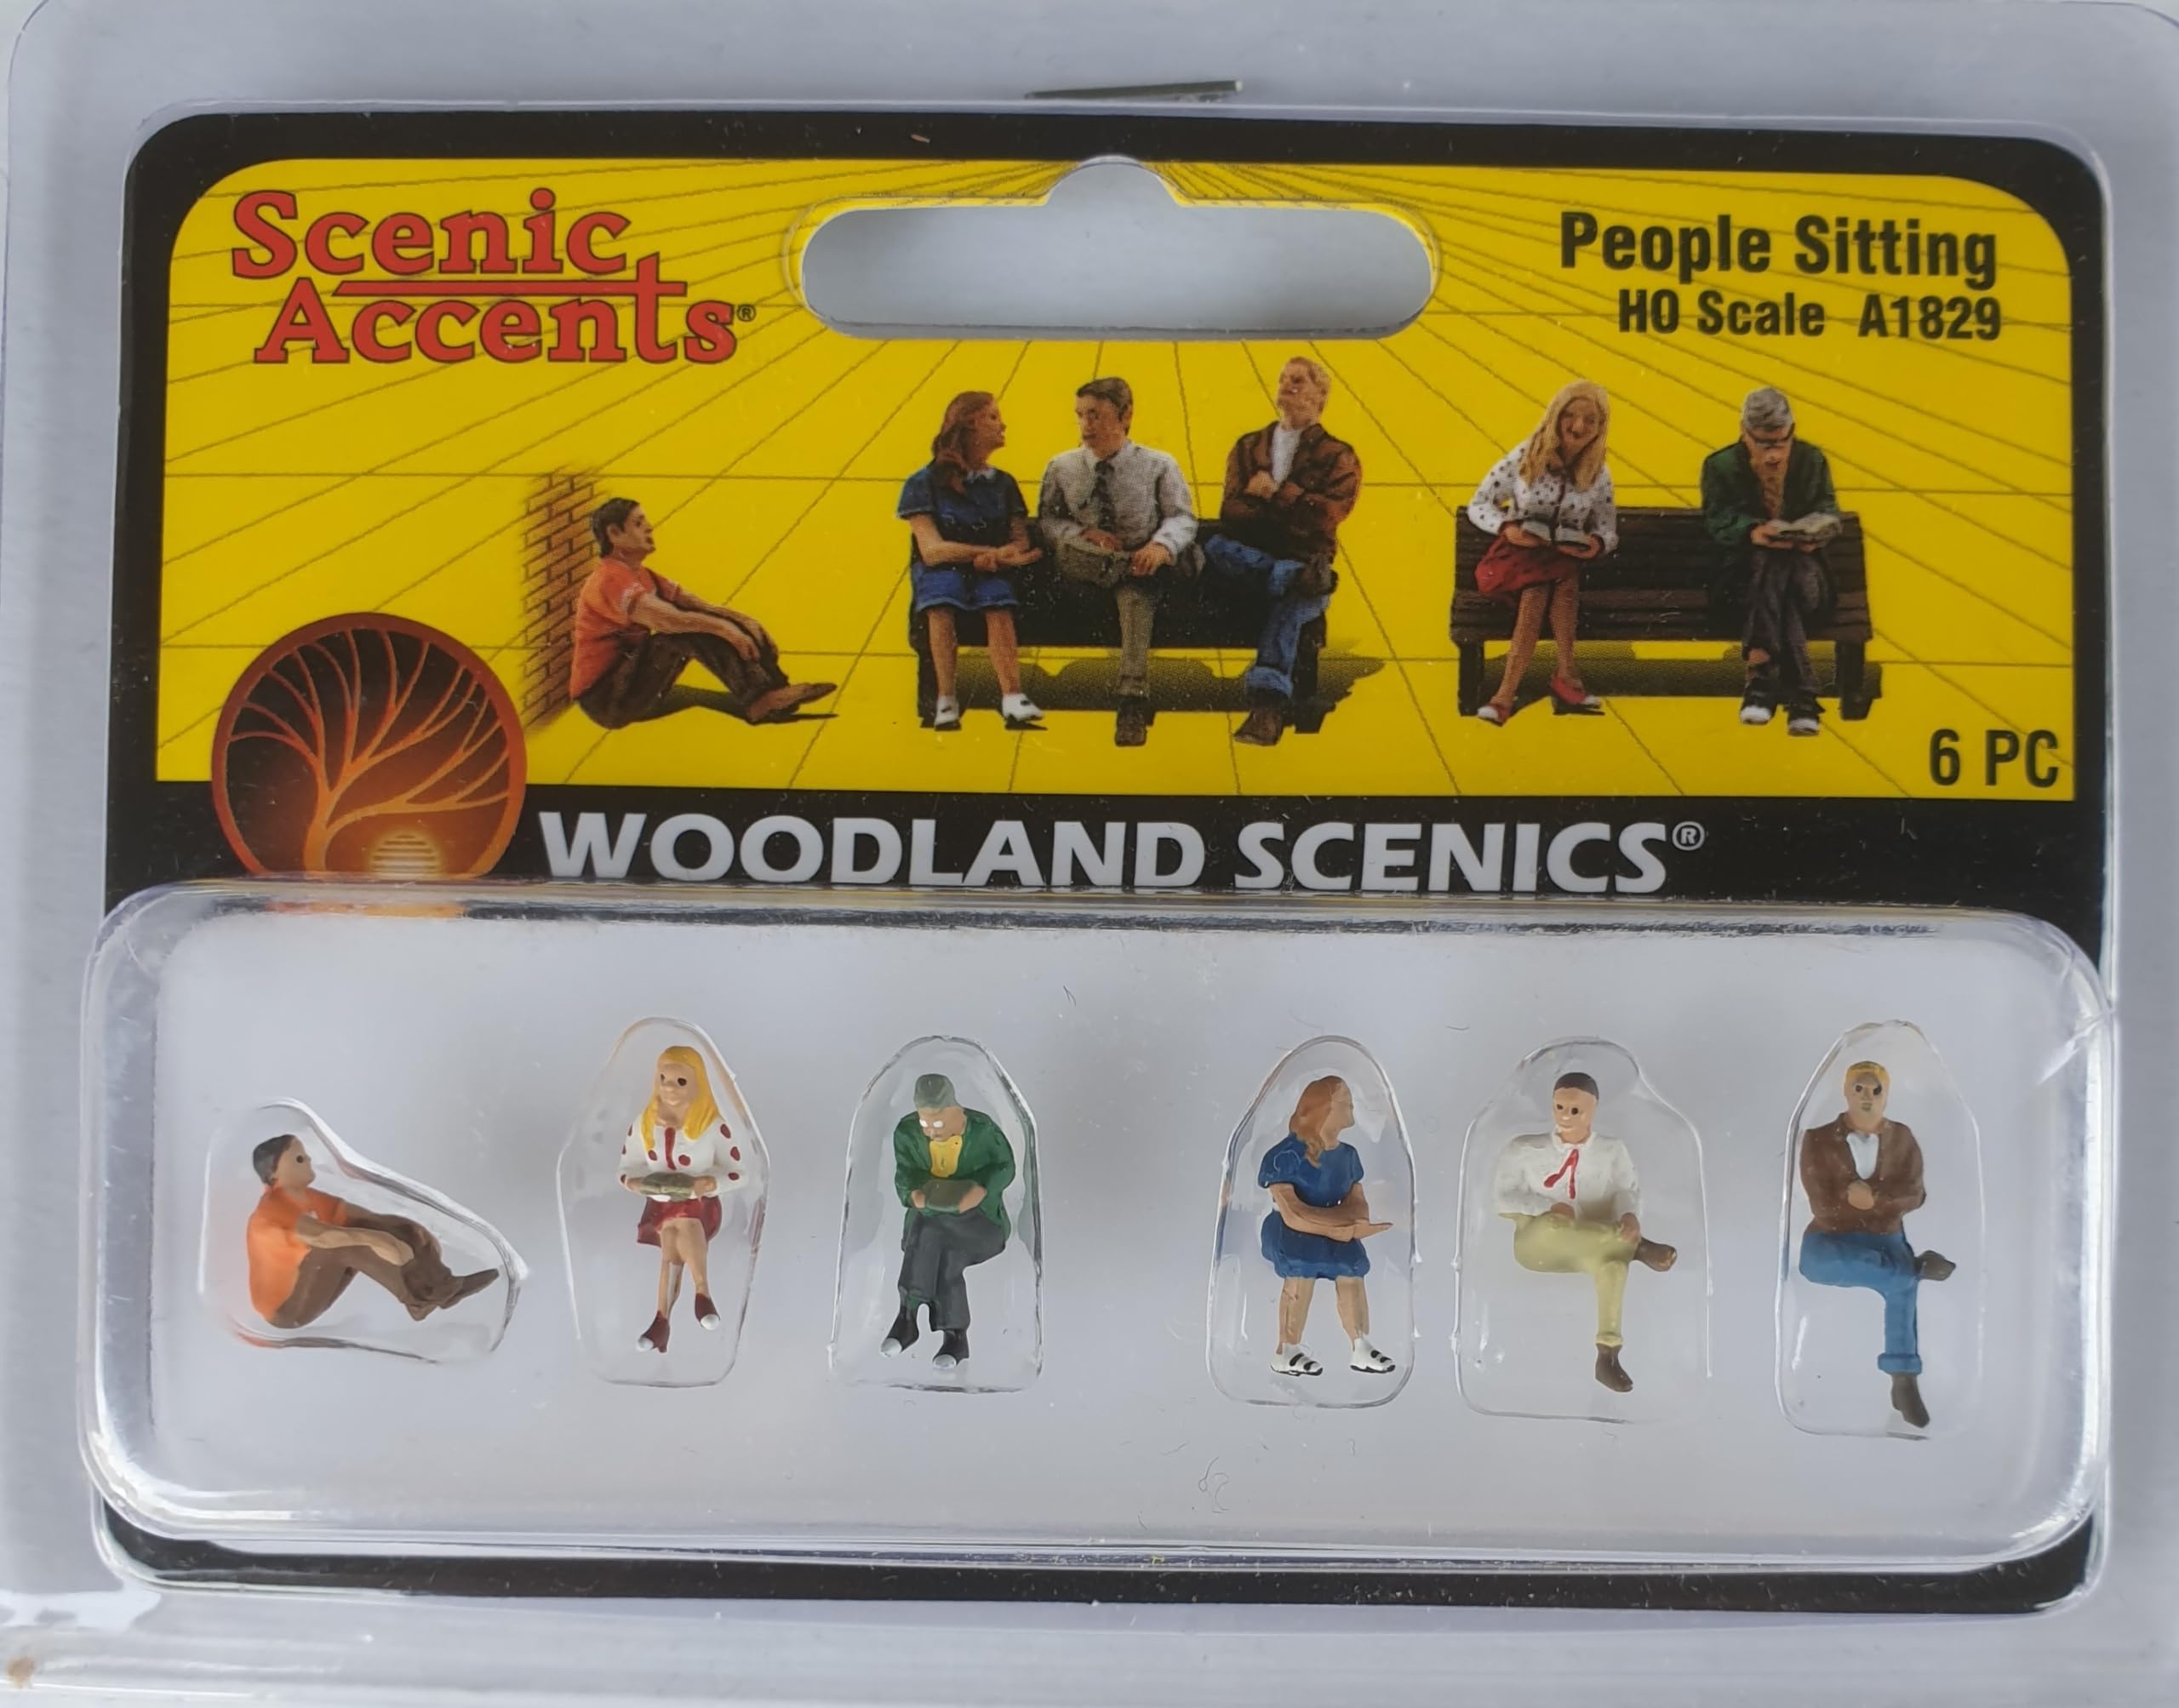 Scenic
Accents®
People Sitting
HO Scale A1829
6 PC
WOODLAND SCENICS®